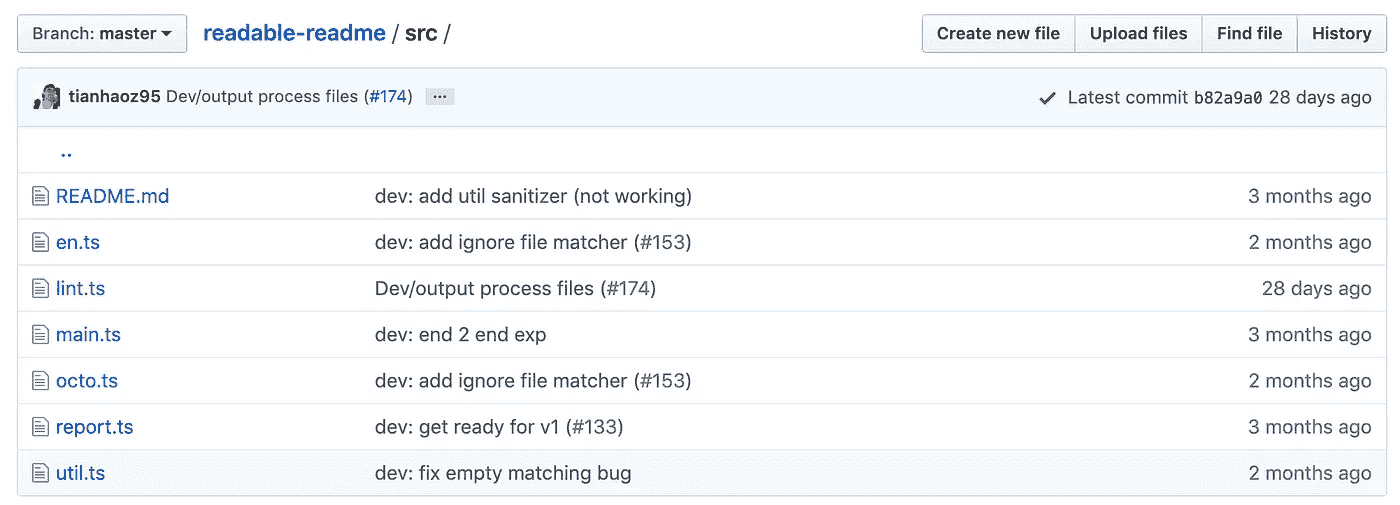 Branch: master readable-readme / src / Create new file Upload files Find file History
tianhaoz95 Dev/output process files (#174) ... Latest commit b82a9a0 28 days ago
..
README.md dev: add util sanitizer (not working) 3 months ago
en.ts dev: add ignore file matcher (#153) 2 months ago
lint.ts Dev/output process files (#174) 28 days ago
main.ts dev: end 2 end exp 3 months ago
octo.ts dev: add ignore file matcher (#153) 2 months ago
report.ts dev: get ready for v1 (#133) 3 months ago
util.ts dev: fix empty matching bug 2 months ago